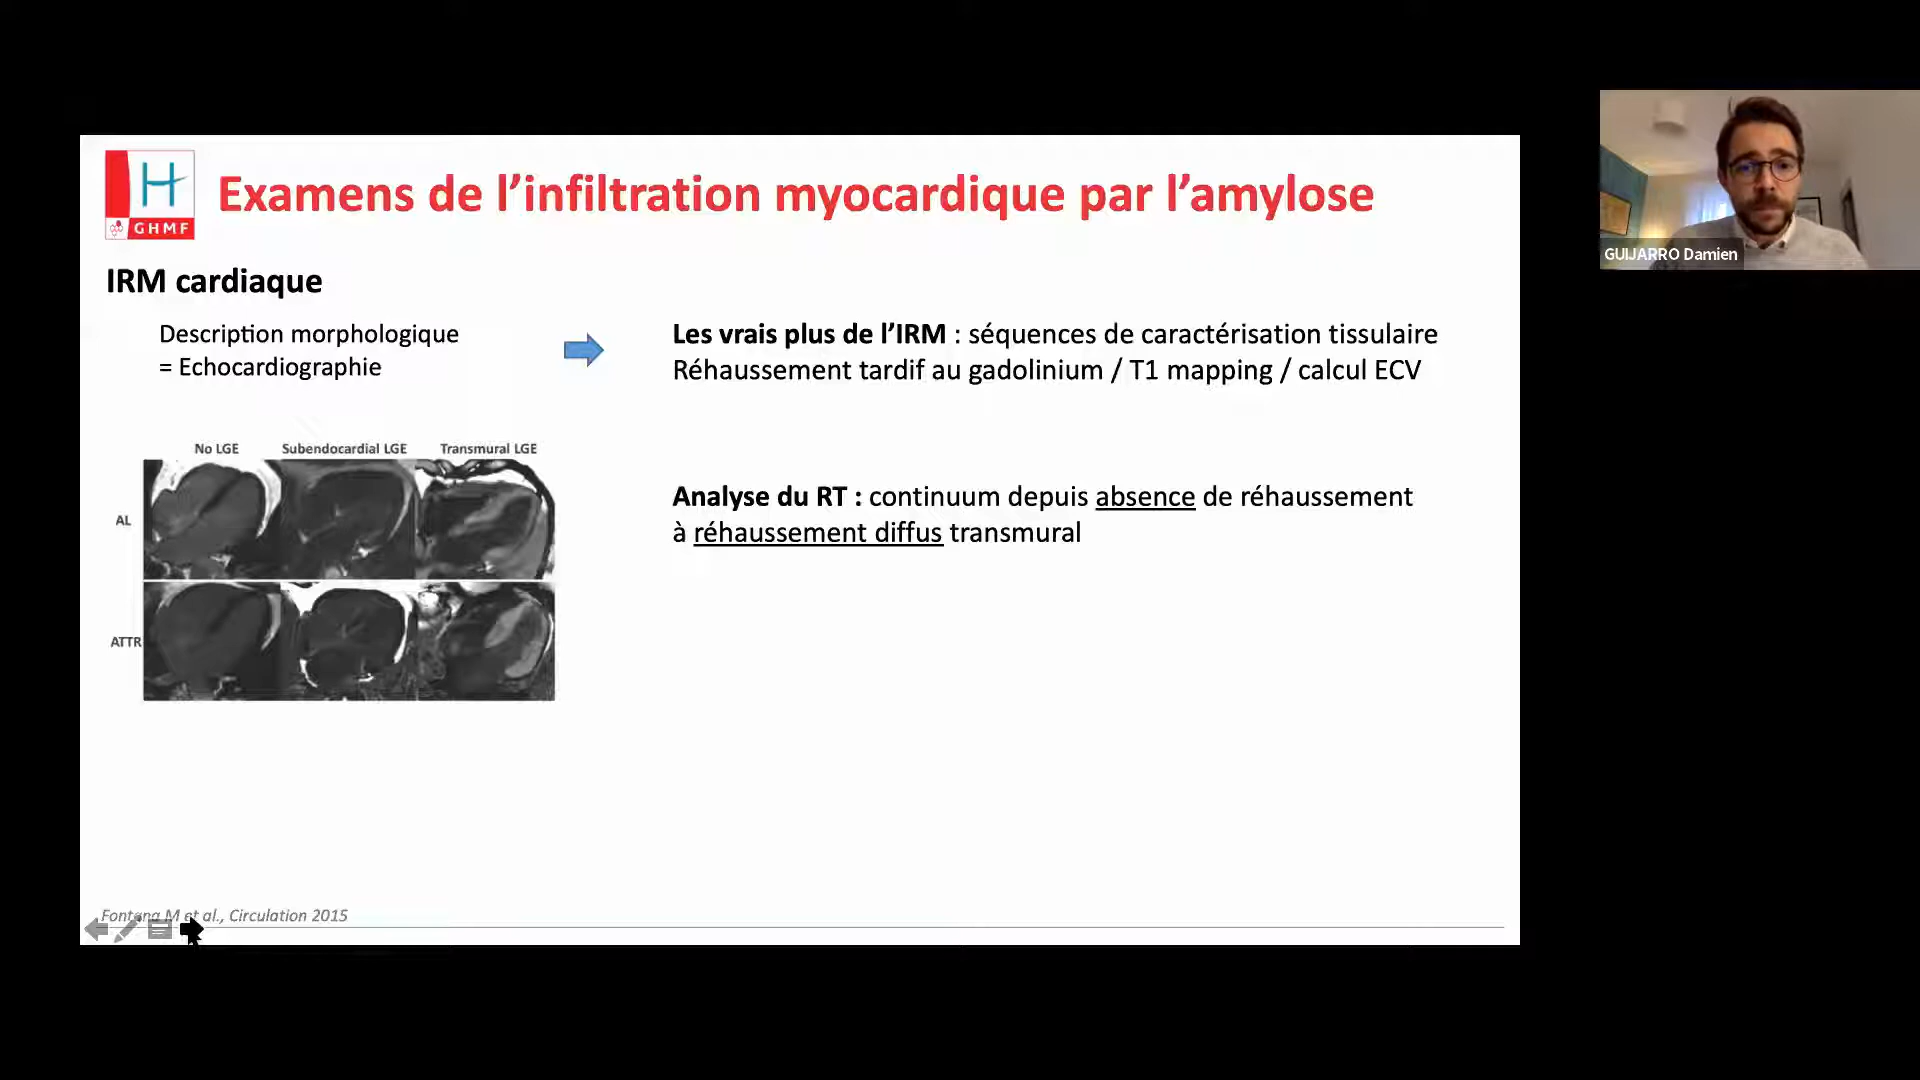 H
GHMF
Examens de l’infiltration myocardique par l’amylose
IRM cardiaque
Description morphologique
= Echocardiographie
Les vrais plus de l’IRM : séquences de caractérisation tissulaire
Réhaussement tardif au gadolinium / T1 mapping / calcul ECV
No LGE Subendocardial LGE Transmural LGE
AL
ATTR
Analyse du RT : continuum depuis absence de réhaussement
à réhaussement diffus transmural
Fontana M et al., Circulation 2015
GUIJARRO Damien